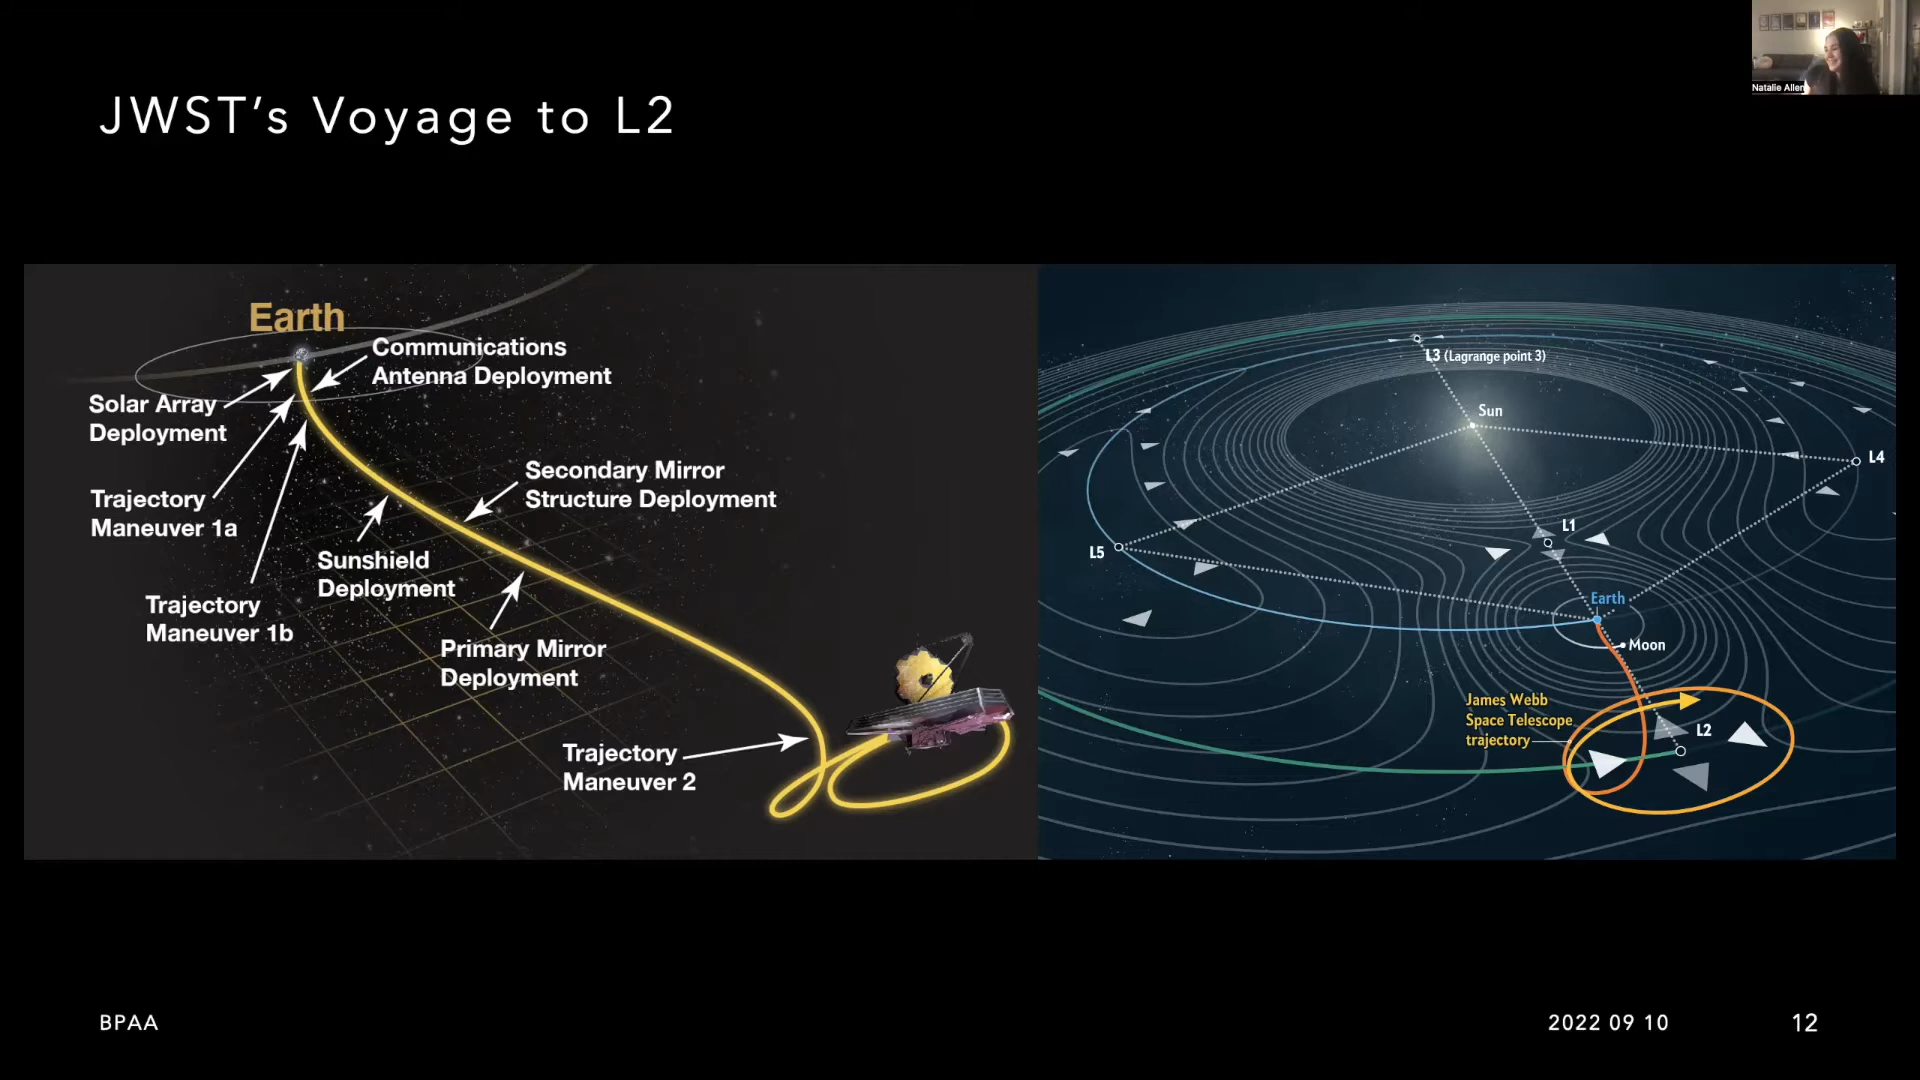 JWST's Voyage to L2
Natalie Allen
Earth
Communications
Antenna Deployment
Solar Array
Deployment
Trajectory
Maneuver 1a
Trajectory
Maneuver 1b
Sunshield
Deployment
Secondary Mirror
Structure Deployment
Primary Mirror
Deployment
Trajectory
Maneuver 2
L3 (Lagrange point 3)
Sun
L4
L1
L5
Earth
Moon
James Webb
Space Telescope
trajectory
L2
BPAA
2022 09 10
12